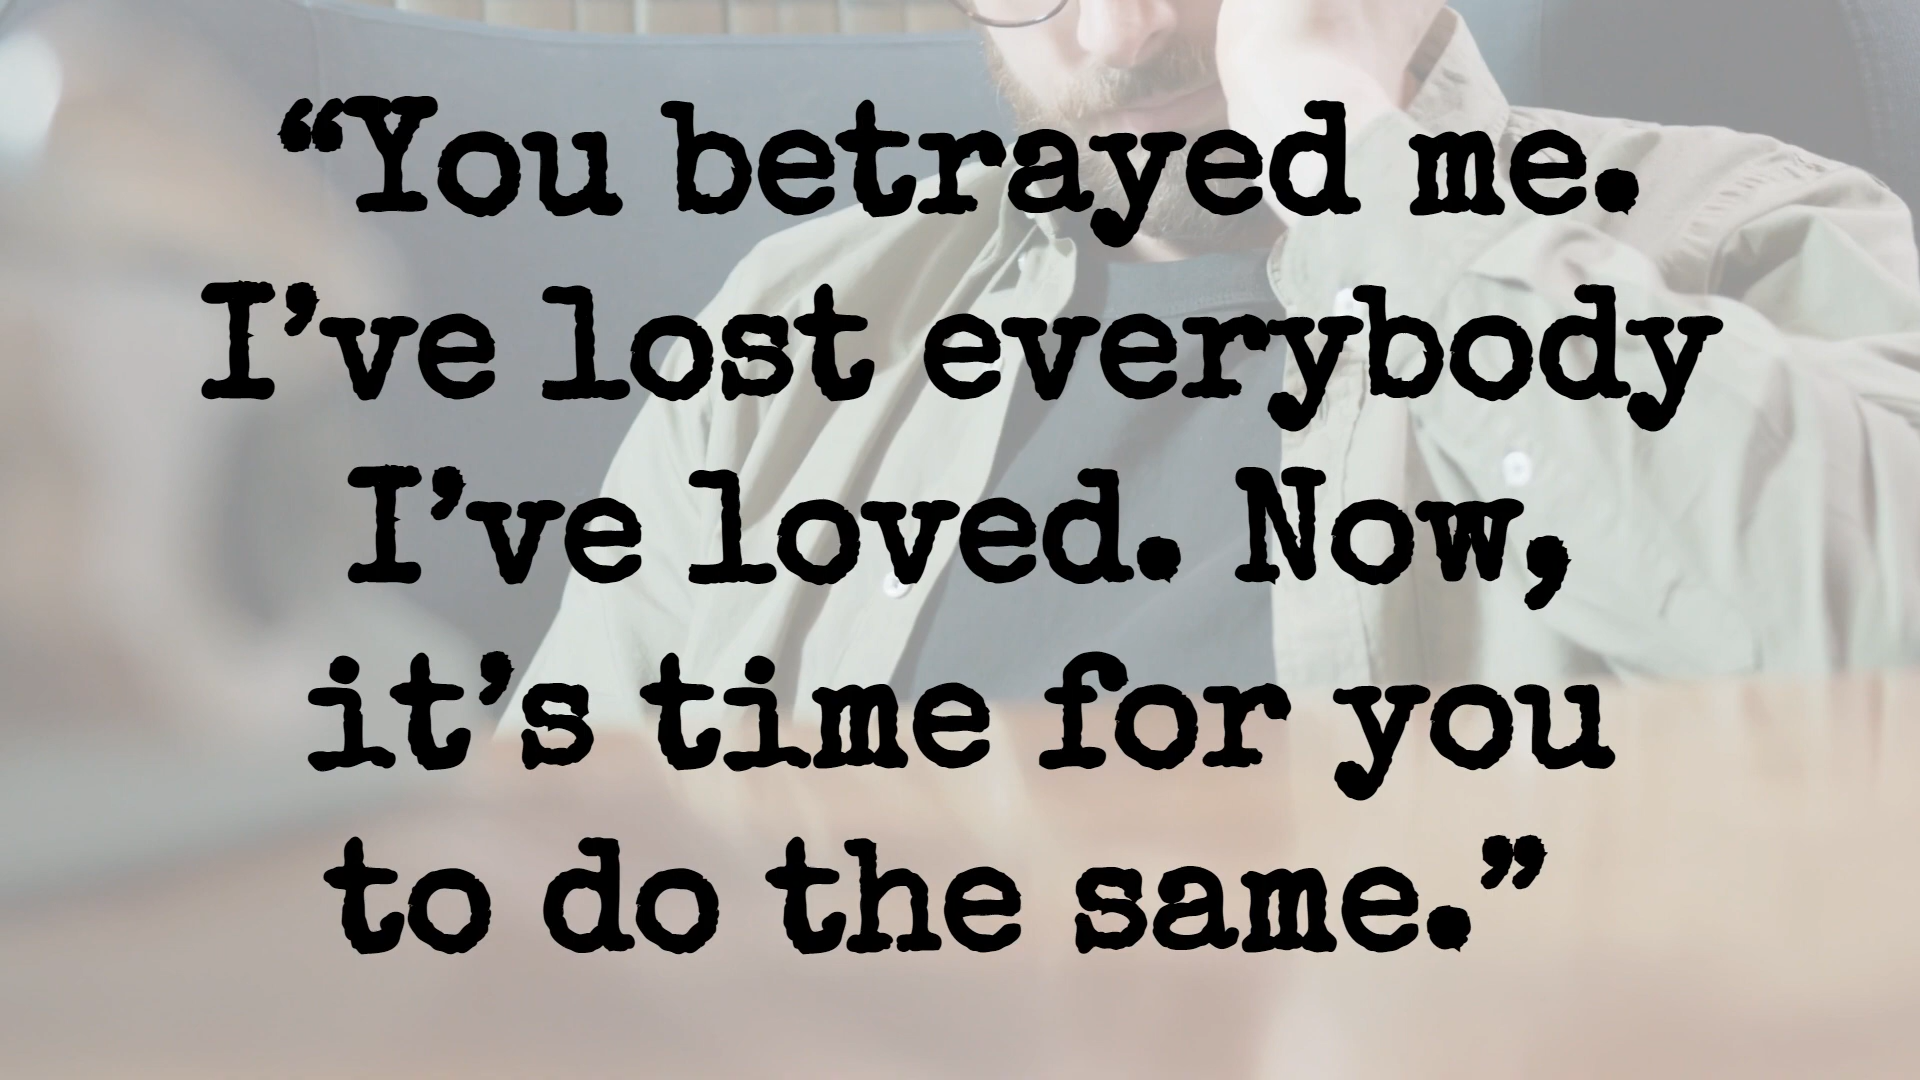 “You betrayed me.
I’ve lost everybody
I’ve loved. Now,
it’s time for you
to do the same.”